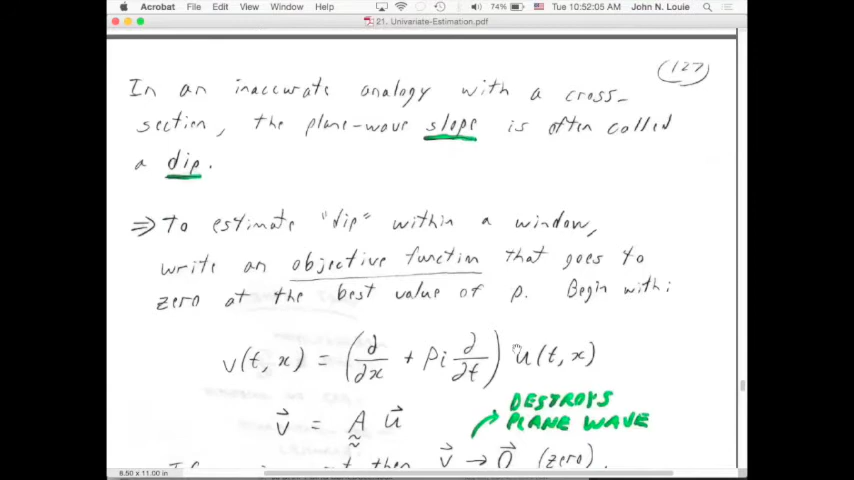 Acrobat File Edit View Window Help 74% Tue 10:52:05 AM John N. Louie
21. Univariate-Estimation.pdf
127
In an inaccurate analogy with a cross-
section, the plane-wave slope is often called
a dip.
⇒ To estimate "dip" within a window,
write an objective function that goes to
zero at the best value of p. Begin with:
v(t, x) = (∂/∂x + pi ∂/∂t) u(t, x)
v⃗ = A u⃗
DESTROYS
PLANE WAVE
then v⃗ → 0⃗ (zero).
8.50 x 11.00 in